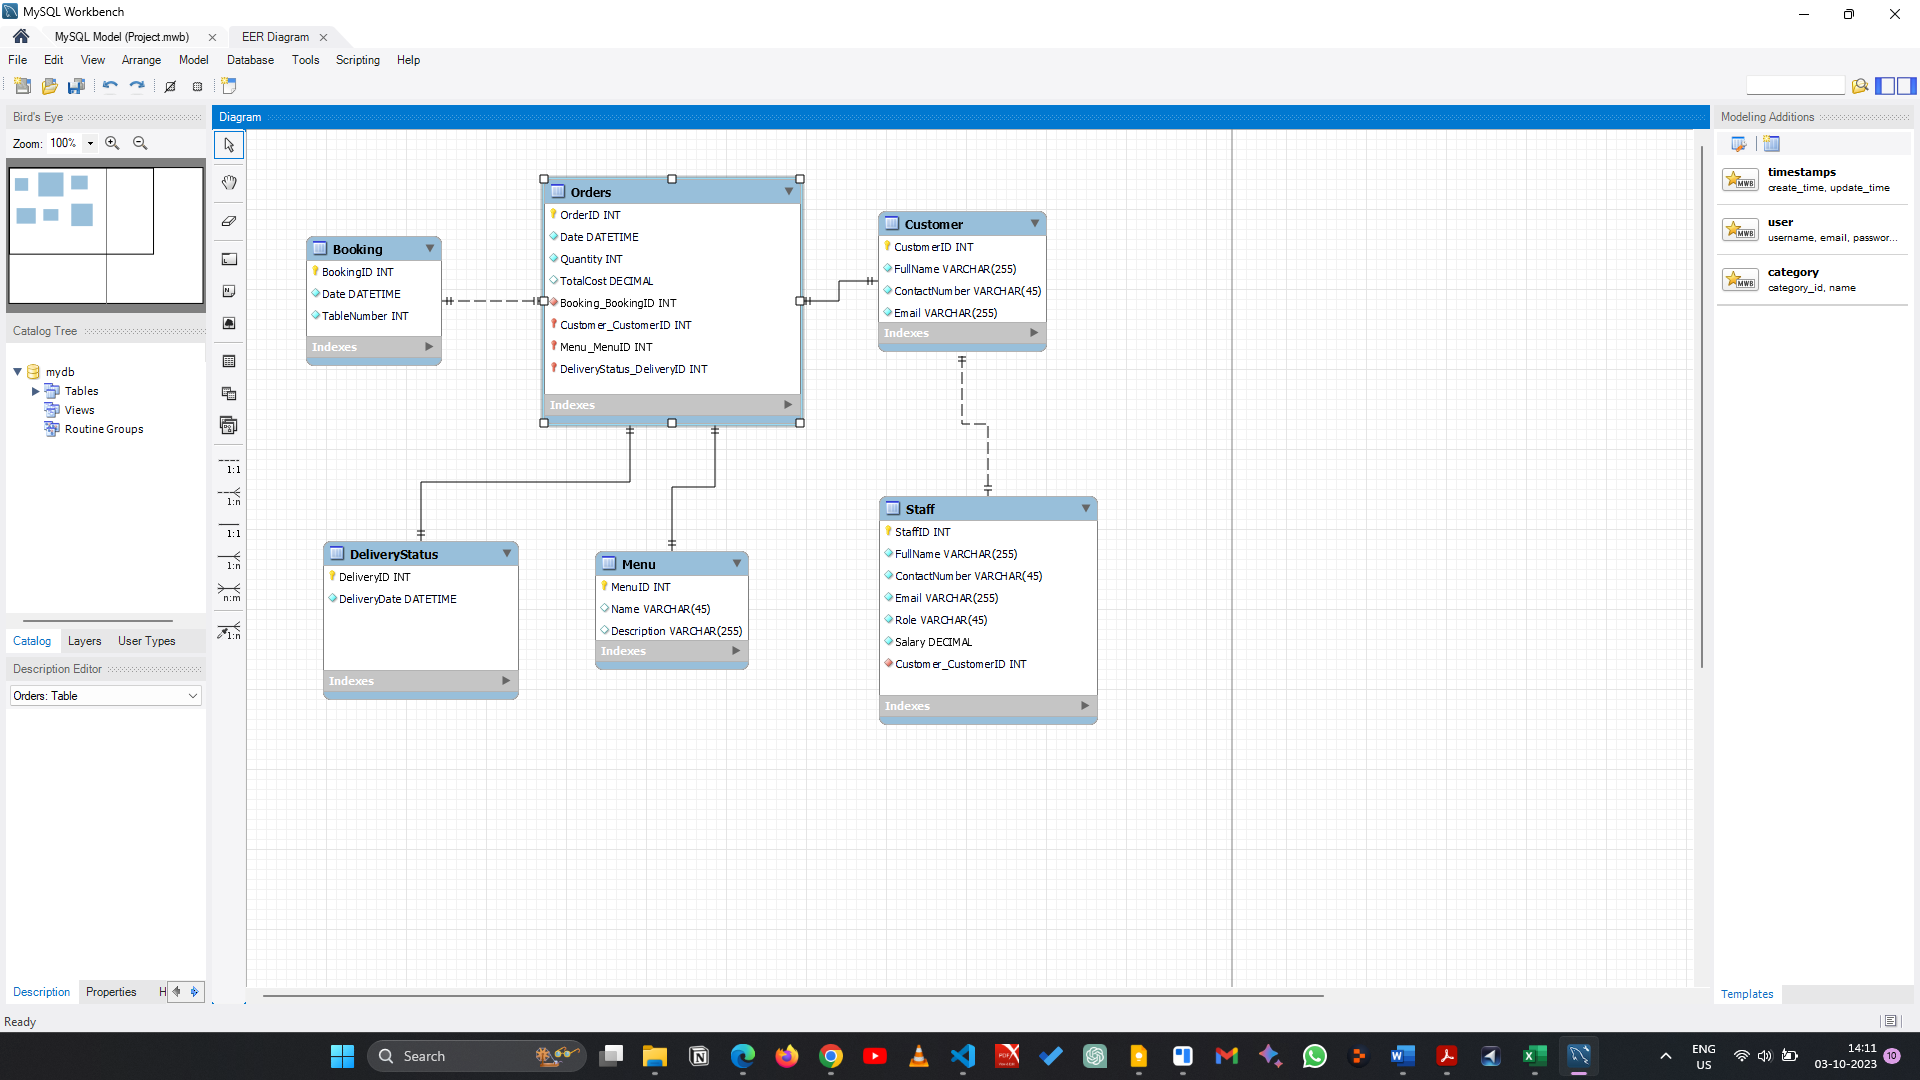 MySQL Workbench
MySQL Model (Project.mwb)
EER Diagram
File Edit View Arrange Model Database Tools Scripting Help
Bird's Eye
Zoom: 100%
Catalog Tree
mydb
Tables
Views
Routine Groups
Catalog Layers User Types
Description Editor
Orders: Table
Description Properties H
Ready
Diagram
1:1
1:n
1:1
1:n
n:m
1:n
Booking
BookingID INT
Date DATETIME
TableNumber INT
Indexes
Orders
OrderID INT
Date DATETIME
Quantity INT
TotalCost DECIMAL
Booking_BookingID INT
Customer_CustomerID INT
Menu_MenuID INT
DeliveryStatus_DeliveryID INT
Indexes
Customer
CustomerID INT
FullName VARCHAR(255)
ContactNumber VARCHAR(45)
Email VARCHAR(255)
Indexes
DeliveryStatus
DeliveryID INT
DeliveryDate DATETIME
Indexes
Menu
MenuID INT
Name VARCHAR(45)
Description VARCHAR(255)
Indexes
Staff
StaffID INT
FullName VARCHAR(255)
ContactNumber VARCHAR(45)
Email VARCHAR(255)
Role VARCHAR(45)
Salary DECIMAL
Customer_CustomerID INT
Indexes
Modeling Additions
timestamps
create_time, update_time
user
username, email, passwor...
category
category_id, name
Templates
Search
ENG
US
14:11
03-10-2023
10